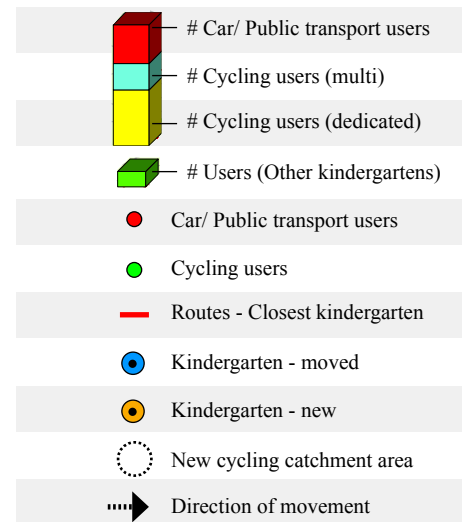 # Car/ Public transport users
# Cycling users (multi)
# Cycling users (dedicated)
# Users (Other kindergartens)
Car/ Public transport users
Cycling users
Routes - Closest kindergarten
Kindergarten - moved
Kindergarten - new
New cycling catchment area
Direction of movement